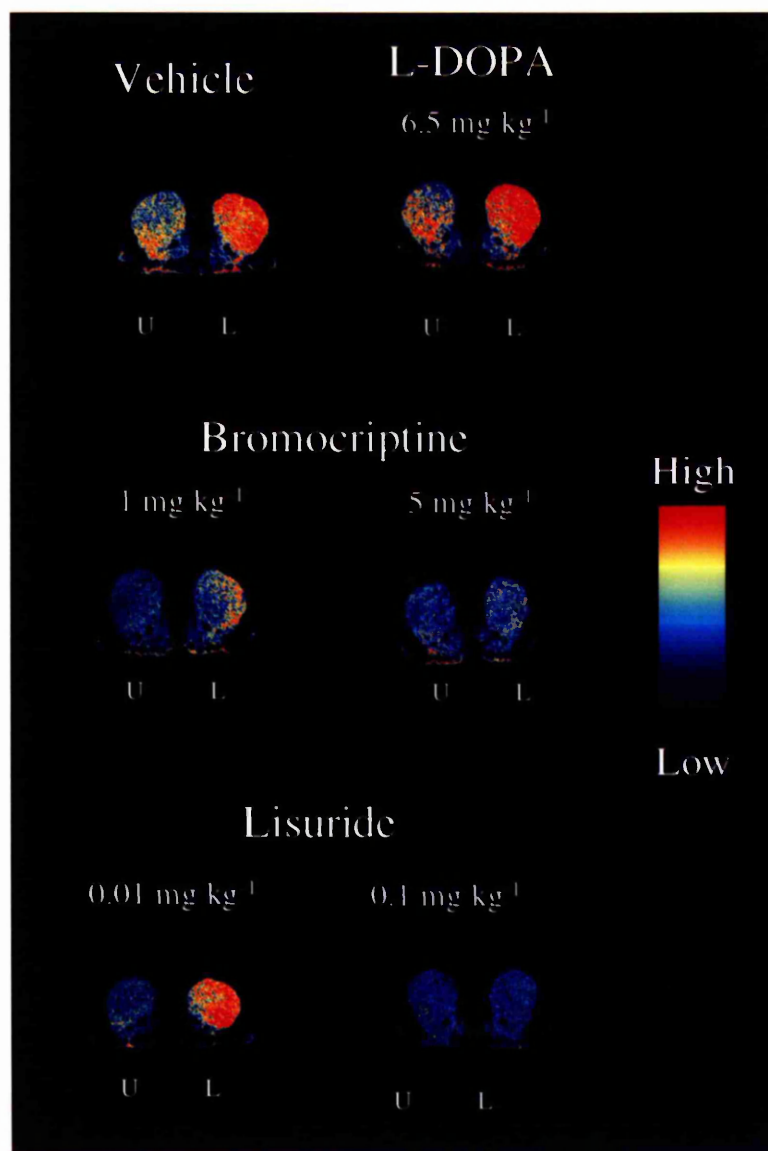 Vehicle
L-DOPA
6.5 mg kg⁻¹
U L
U L
Bromocriptine
1 mg kg⁻¹
5 mg kg⁻¹
High
U L
U L
Low
Lisuride
0.01 mg kg⁻¹
0.1 mg kg⁻¹
U L
U L